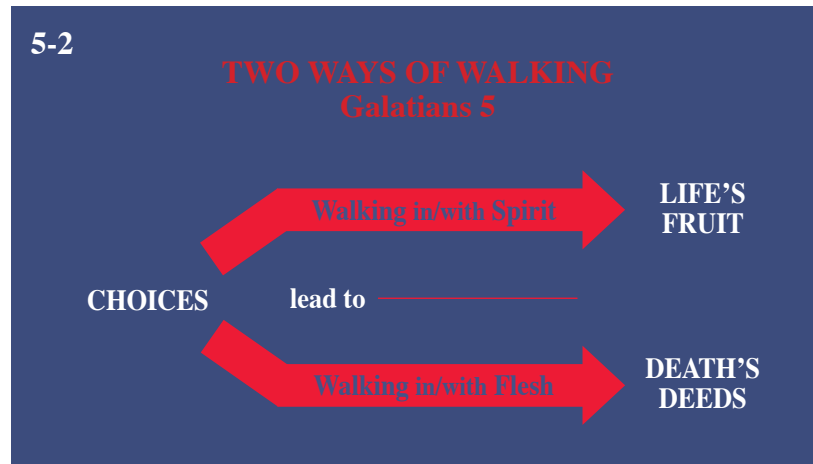 5-2
TWO WAYS OF WALKING
Galatians 5
Walking in/with Spirit
LIFE’S
FRUIT
CHOICES
lead to
Walking in/with Flesh
DEATH’S
DEEDS